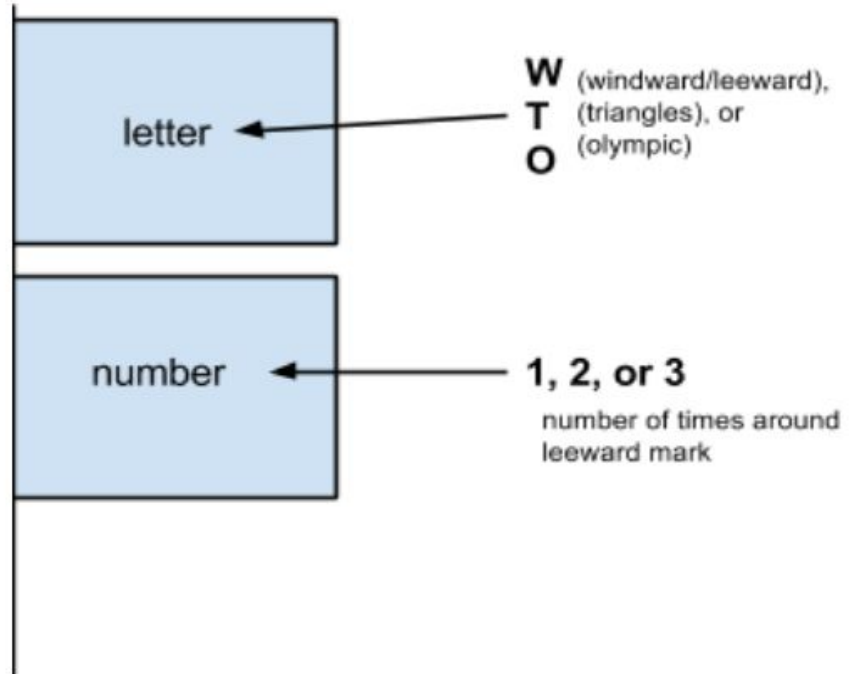 letter
W (windward/leeward),
T (triangles), or
O (olympic)
number
1, 2, or 3
number of times around
leeward mark